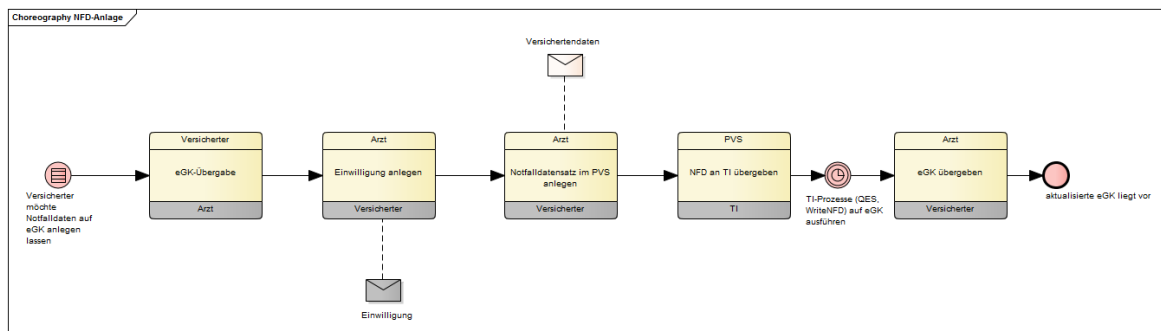 Choreography NFD-Anlage
Versichertendaten
Versicherter
eGK-Übergabe
Arzt
Arzt
Einwilligung anlegen
Versicherter
Arzt
Notfalldatensatz im PVS
anlegen
Versicherter
PVS
NFD an TI übergeben
TI
Arzt
eGK übergeben
Versicherter
Versicherter
möchte
Notfalldaten auf
eGK anlegen
lassen
TI-Prozesse (QES,
WriteNFD) auf eGK
ausführen
aktualisierte eGK liegt vor
Einwilligung